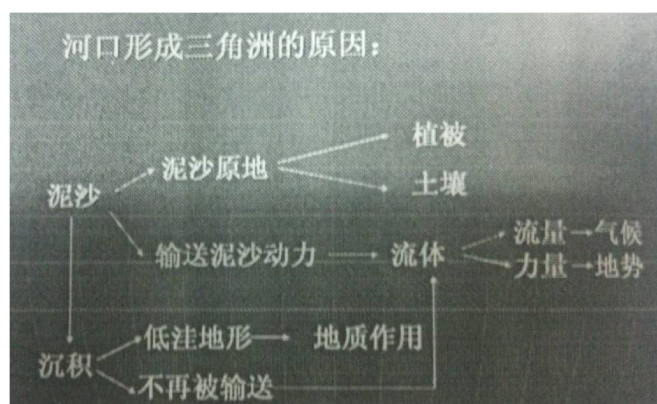 河口形成三角洲的原因：
植被
泥沙原地
土壤
泥沙
流量 气候
输送泥沙动力 流体
力量 地势
低洼地形 地质作用
沉积
不再被输送